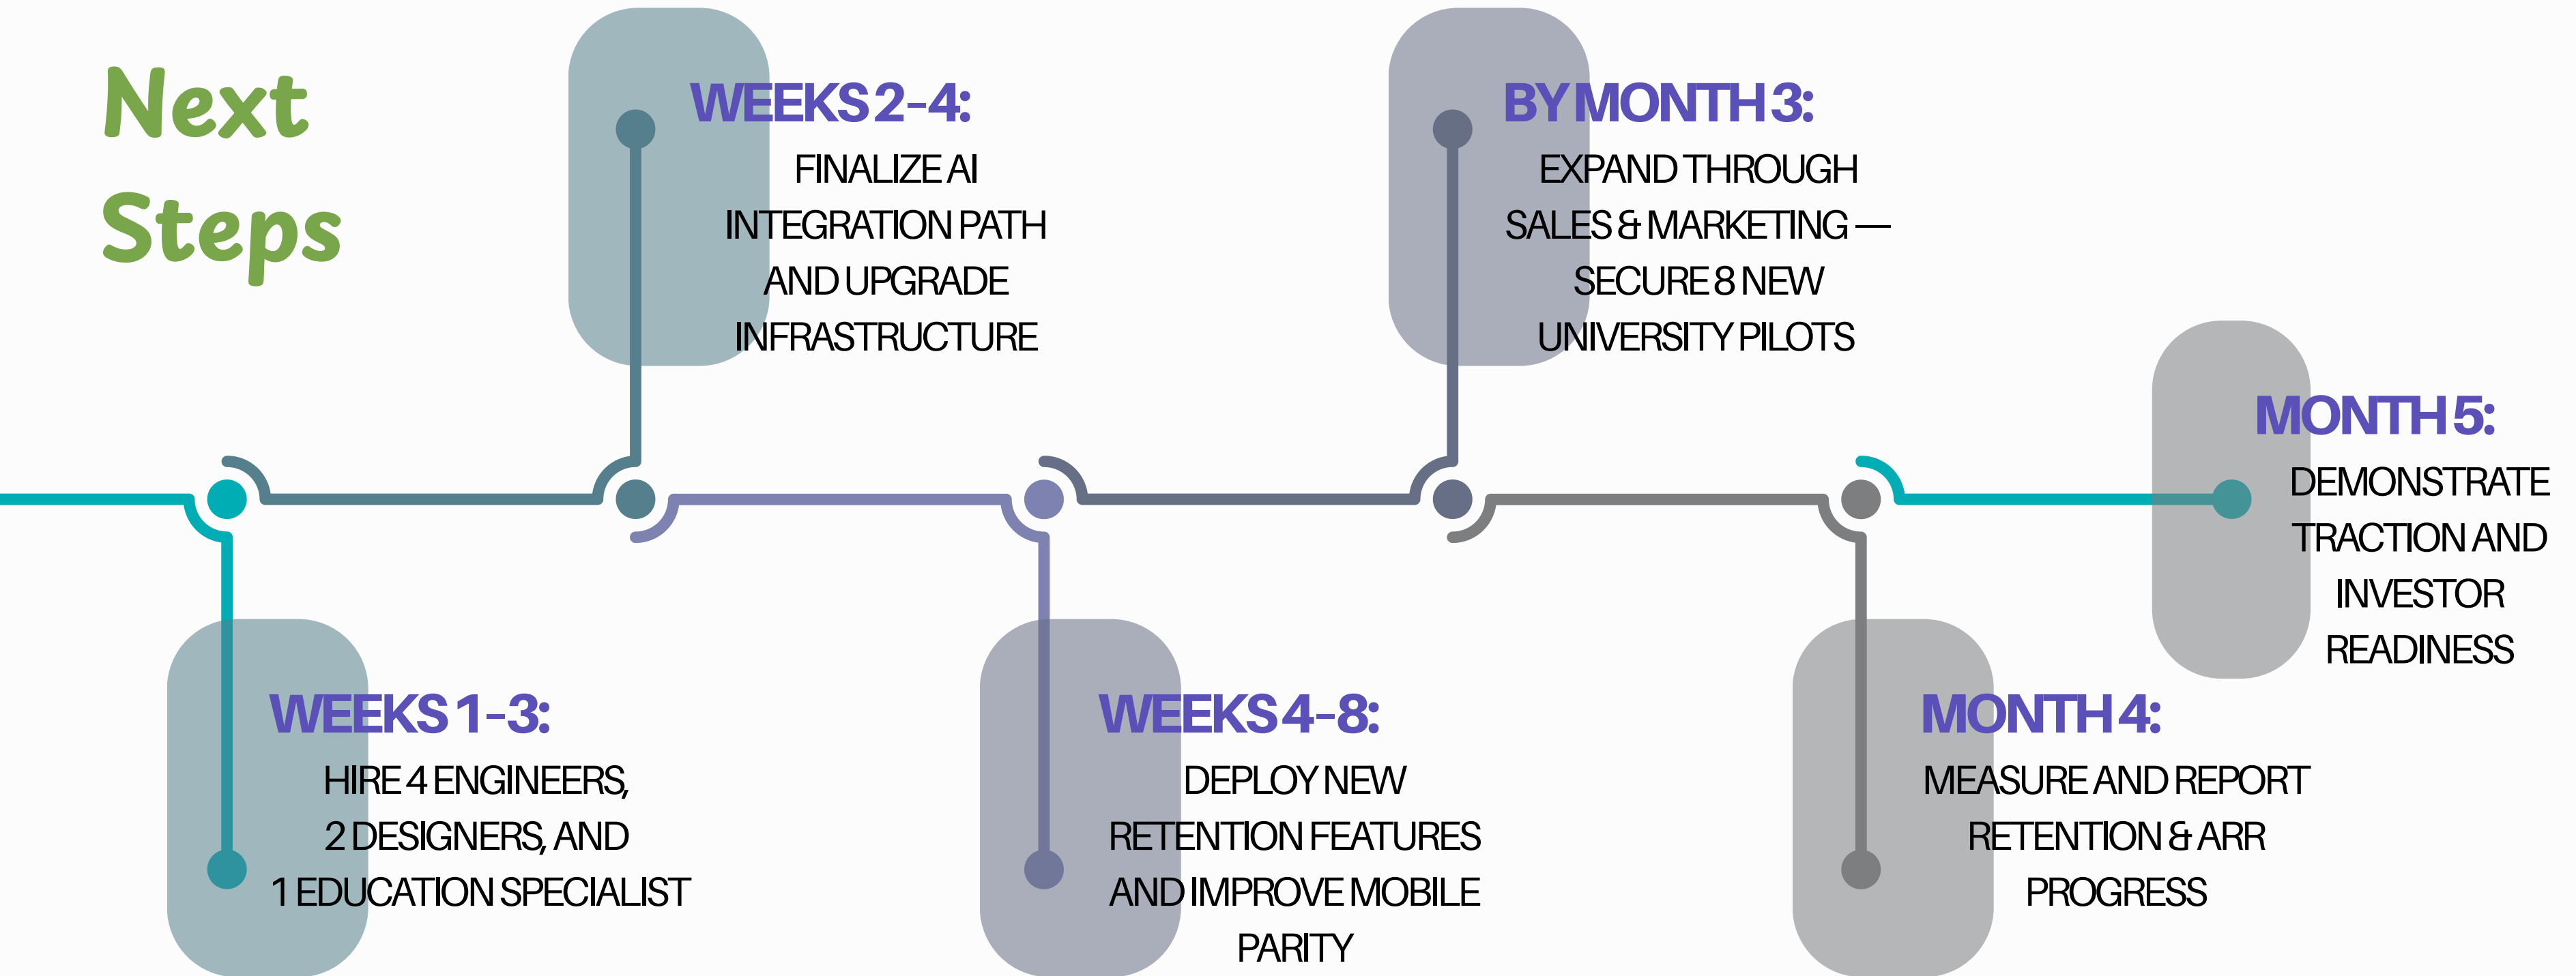 Next
Steps
WEEKS 1–3:
HIRE 4 ENGINEERS,
2 DESIGNERS, AND
1 EDUCATION SPECIALIST
WEEKS 2–4:
FINALIZE AI
INTEGRATION PATH
AND UPGRADE
INFRASTRUCTURE
WEEKS 4–8:
DEPLOY NEW
RETENTION FEATURES
AND IMPROVE MOBILE
PARITY
BY MONTH 3:
EXPAND THROUGH
SALES & MARKETING —
SECURE 8 NEW
UNIVERSITY PILOTS
MONTH 4:
MEASURE AND REPORT
RETENTION & ARR
PROGRESS
MONTH 5:
DEMONSTRATE
TRACTION AND
INVESTOR
READINESS